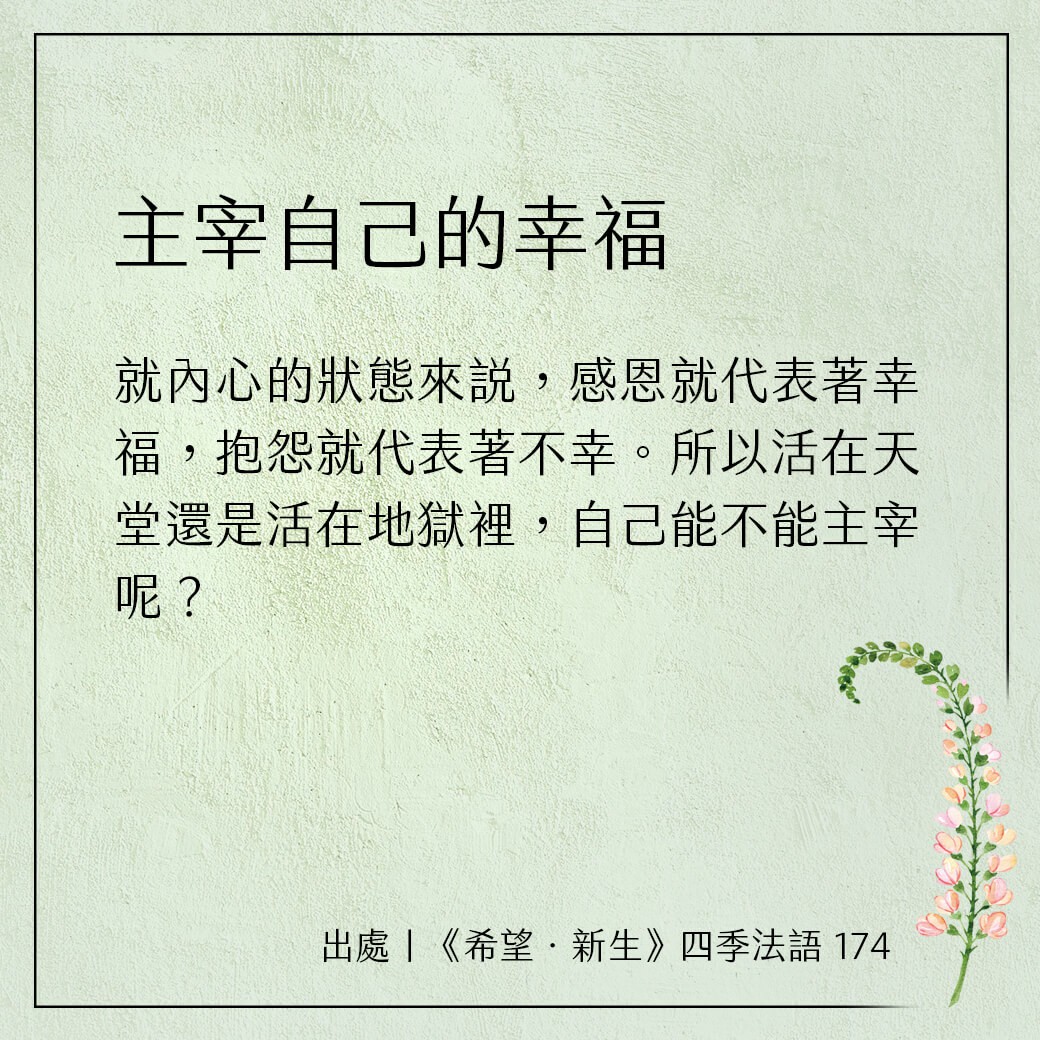 主宰自己的幸福
就內心的狀態來説，感恩就代表著幸
福，抱怨就代表著不幸。所以活在天
堂還是活在地獄裡，自己能不能主宰
呢？
出處｜《希望．新生》四季法語 174